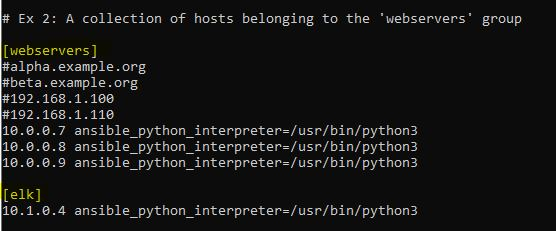 # Ex 2: A collection of hosts belonging to the 'webservers' group
[webservers]
#alpha.example.org
#beta.example.org
#192.168.1.100
#192.168.1.110
10.0.0.7 ansible_python_interpreter=/usr/bin/python3
10.0.0.8 ansible_python_interpreter=/usr/bin/python3
10.0.0.9 ansible_python_interpreter=/usr/bin/python3
[elk]
10.1.0.4 ansible_python_interpreter=/usr/bin/python3